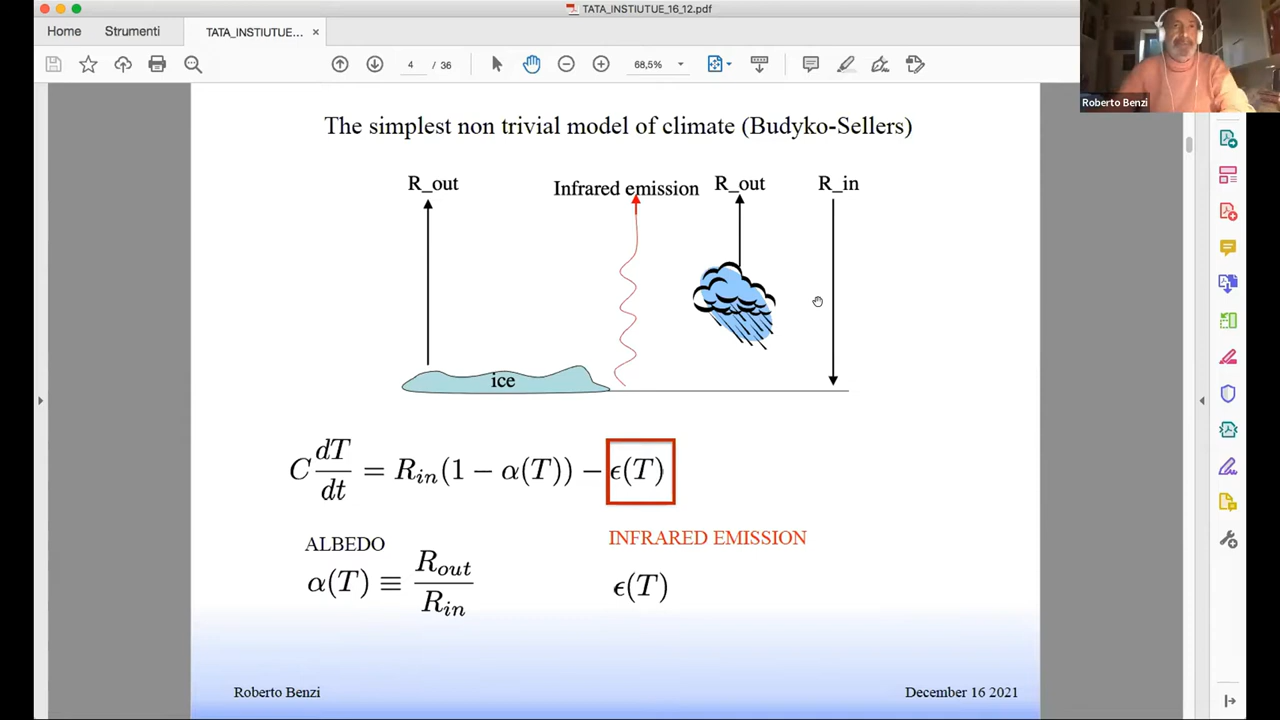 TATA_INSTIUTUE_16_12.pdf
Home
Strumenti
TATA_INSTIUTUE...
4 / 36
68,5%
Roberto Benzi
The simplest non trivial model of climate (Budyko-Sellers)
R_out
Infrared emission
R_out
R_in
ice
C dT/dt = R_in(1 − α(T)) − ϵ(T)
ALBEDO
INFRARED EMISSION
α(T) ≡ R_out/R_in
ϵ(T)
Roberto Benzi
December 16 2021